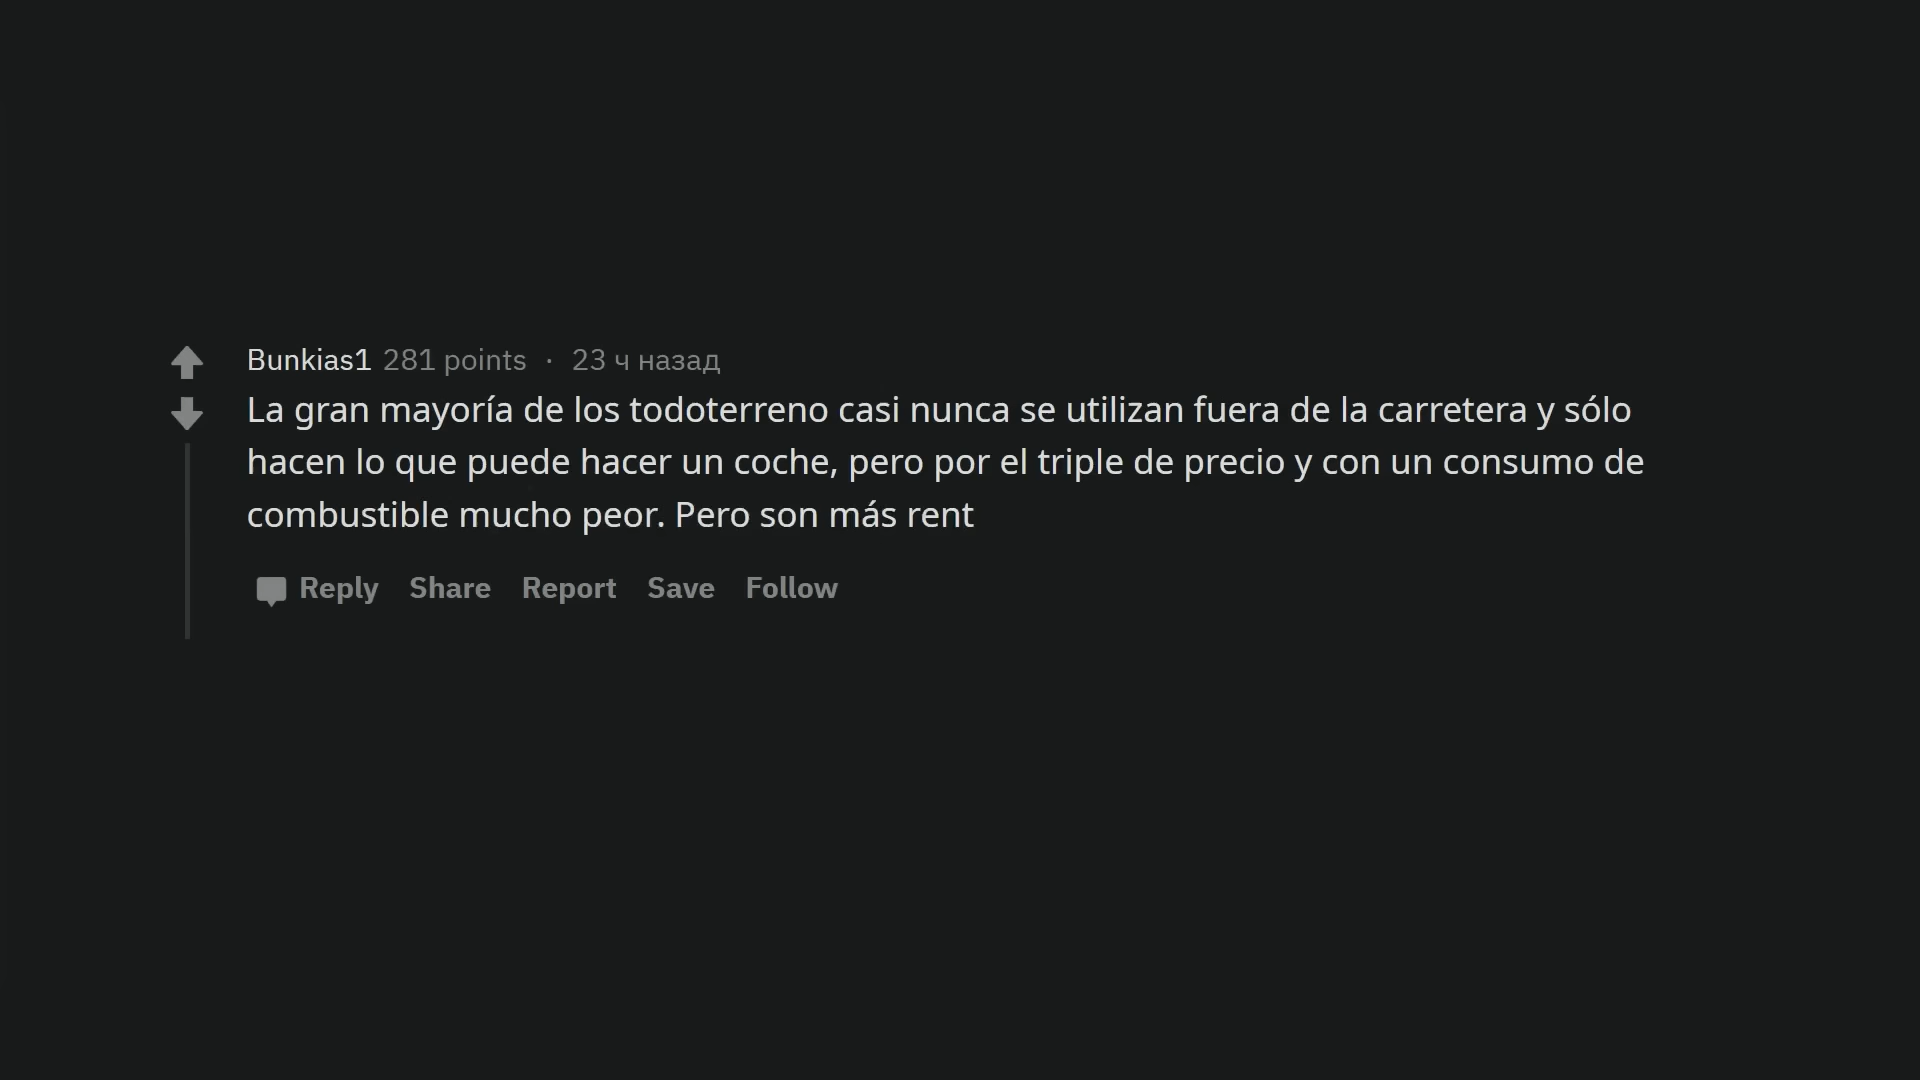 Bunkias1 281 points · 23 ч назад
La gran mayoría de los todoterreno casi nunca se utilizan fuera de la carretera y sólo
hacen lo que puede hacer un coche, pero por el triple de precio y con un consumo de
combustible mucho peor. Pero son más rent
Reply Share Report Save Follow